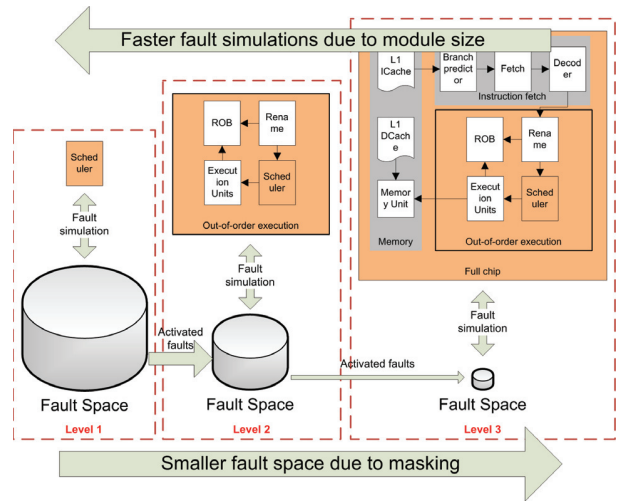 Faster fault simulations due to module size
L1
ICache
Branch
predict
or
Fetch
Decod
er
Instruction fetch
L1
DCach
e
Memor
y Unit
Memory
ROB
Rena
me
Execut
ion
Units
Sched
uler
Out-of-order execution
Full chip
ROB
Rena
me
Execut
ion
Units
Sched
uler
Out-of-order execution
Sched
uler
Fault
simulation
Fault
simulation
Fault
simulation
Activated
faults
Activated faults
Fault Space
Fault Space
Fault Space
Level 1
Level 2
Level 3
Smaller fault space due to masking